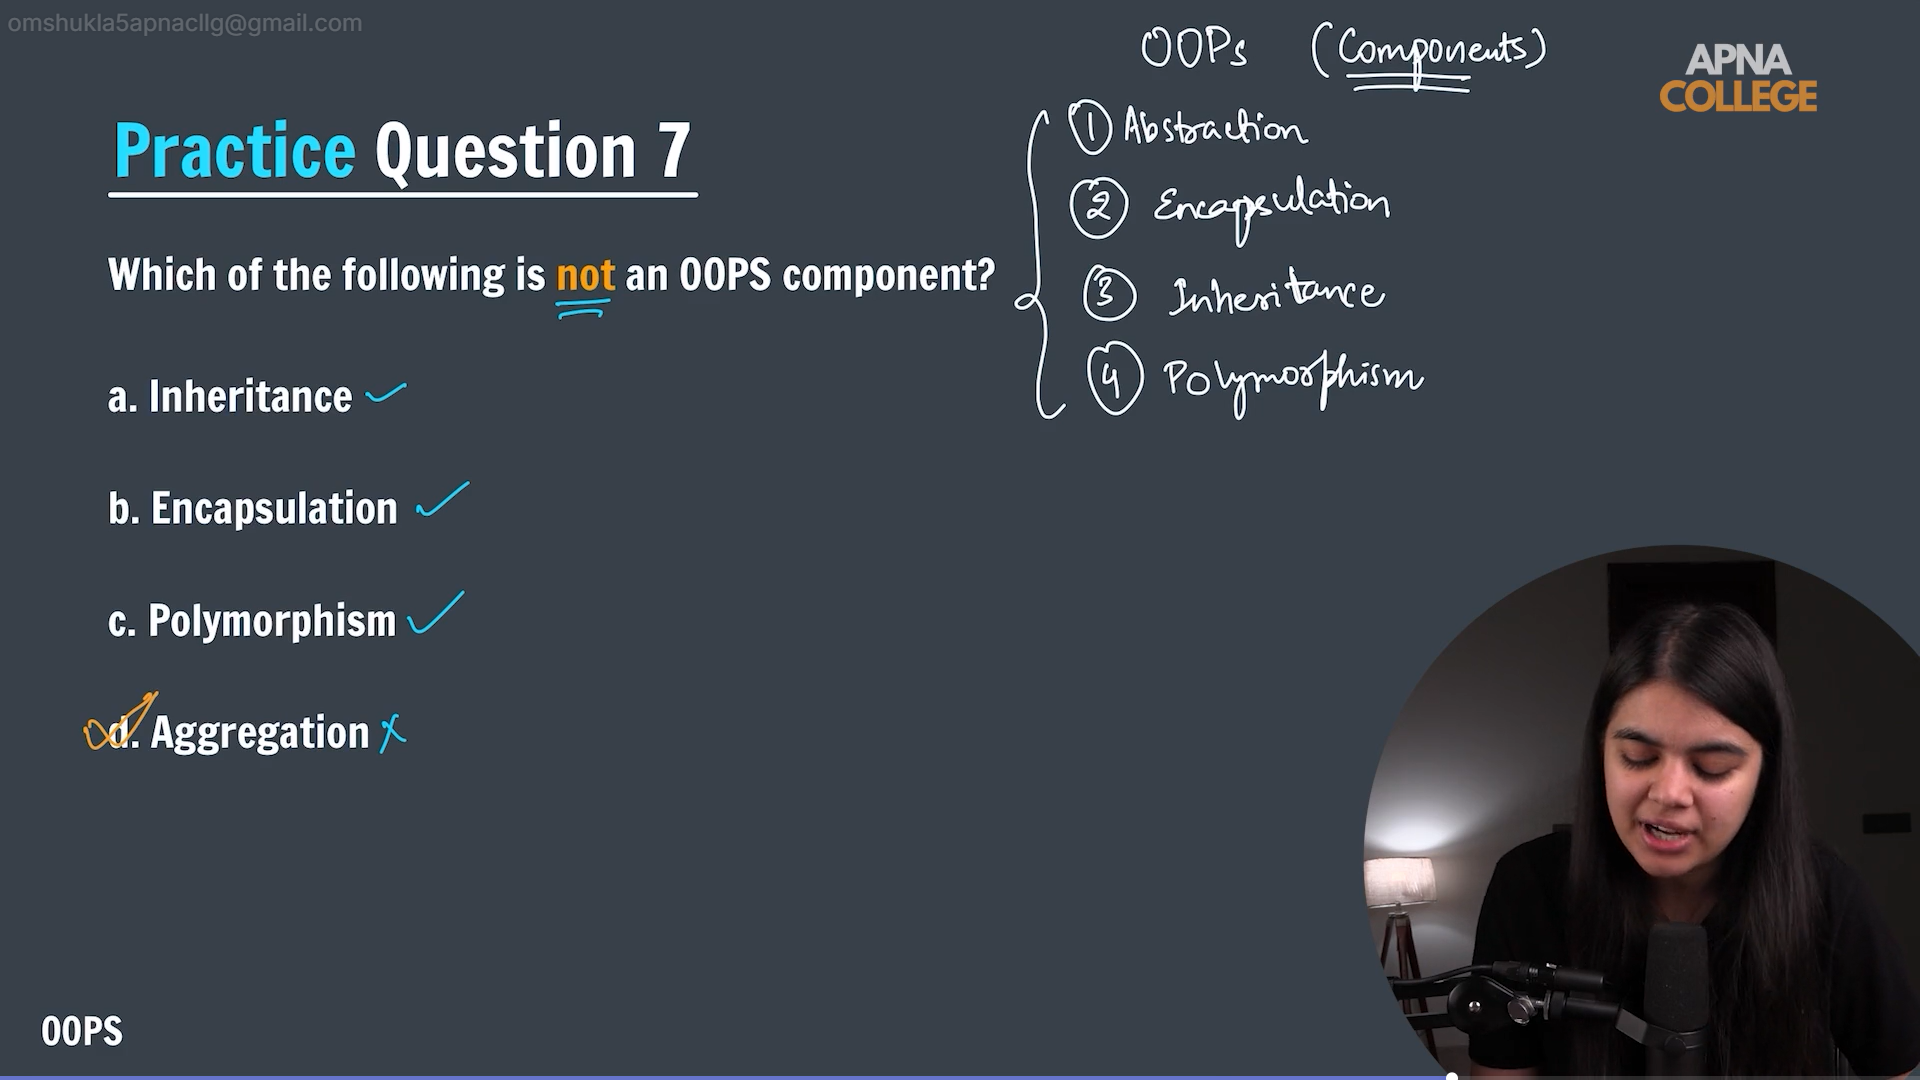 omshukla5apnacllg@gmail.com
OOPs (Components)
APNA
COLLEGE
1 Abstraction
Practice Question 7
2 Encapsulation
Which of the following is not an OOPS component?
3 Inheritance
4 Polymorphism
a. Inheritance
b. Encapsulation
c. Polymorphism
d. Aggregation
OOPS